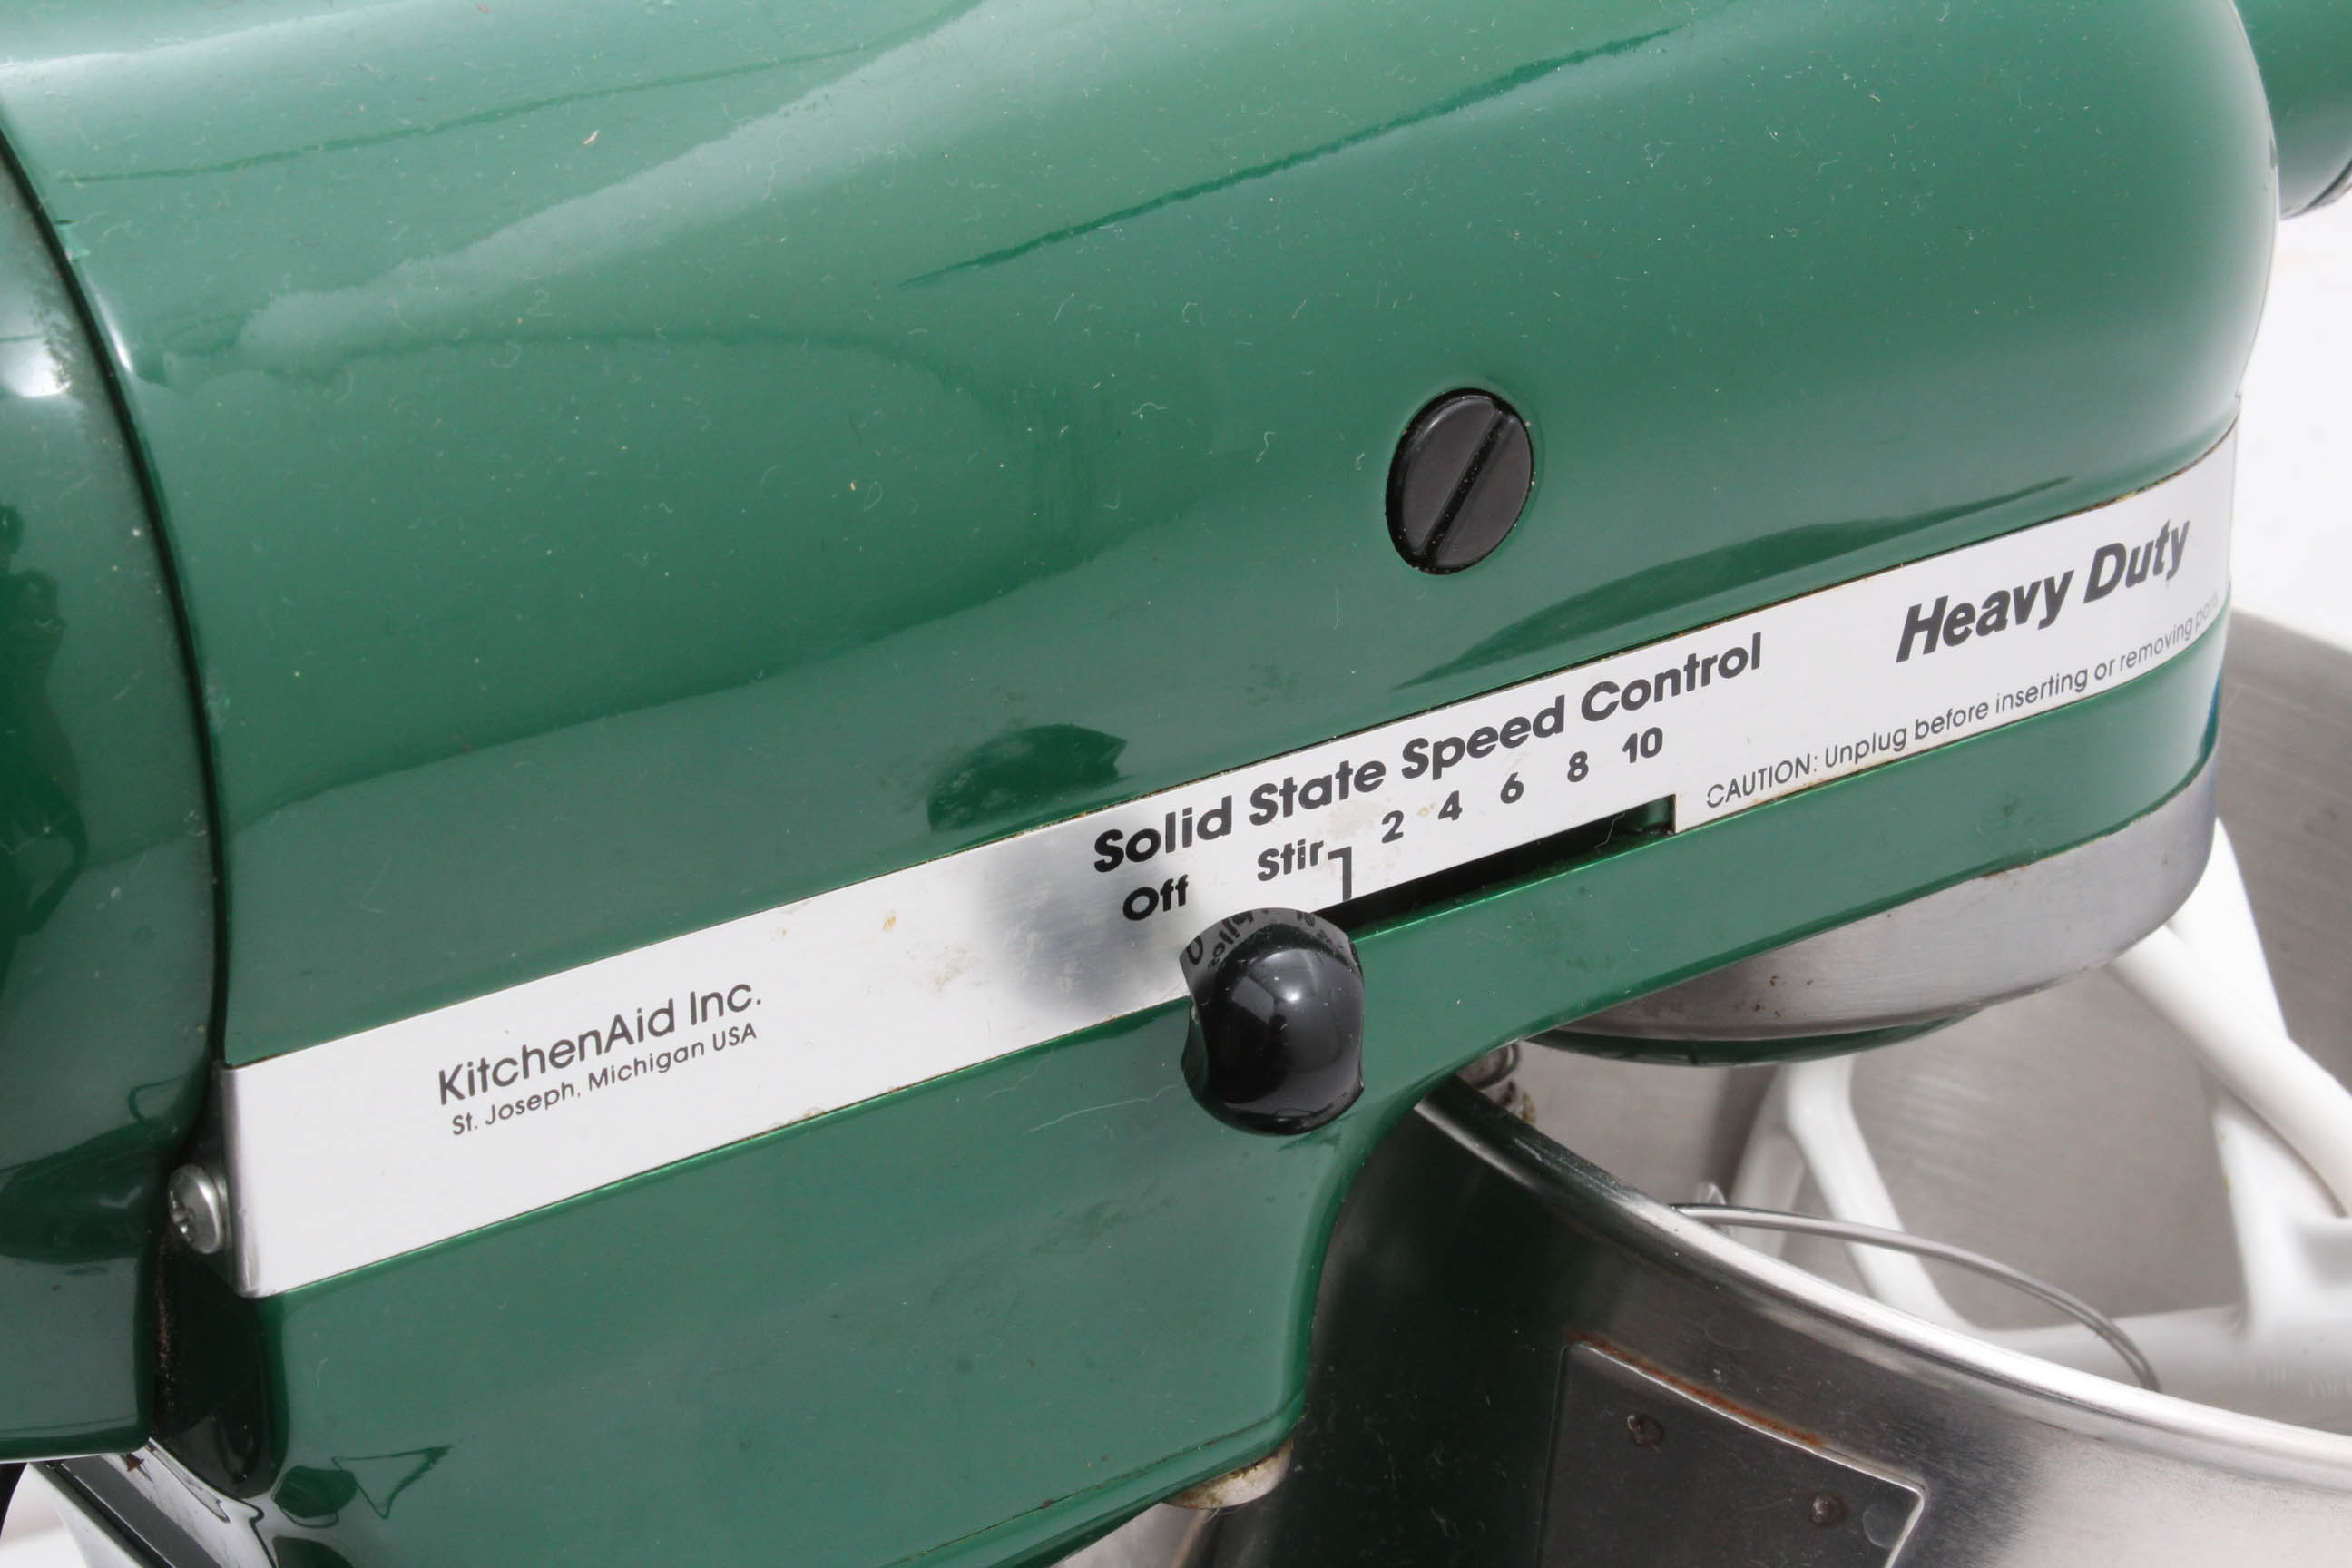 Heavy Duty
Solid State Speed Control
Off Stir 2 4 6 8 10
CAUTION: Unplug before inserting or removing parts
KitchenAid Inc.
St. Joseph, Michigan USA